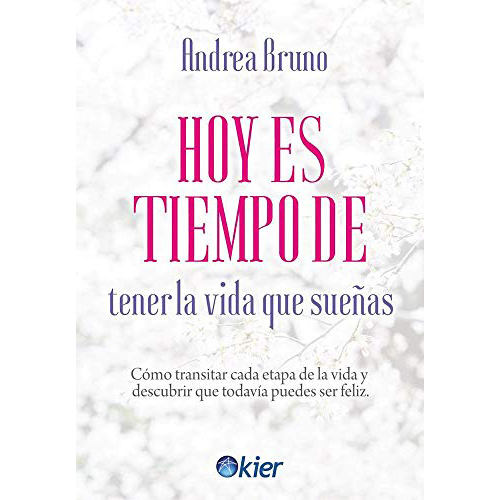 Andrea Bruno
HOY ES
TIEMPO DE
tener la vida que sueñas
Cómo transitar cada etapa de la vida y
descubrir que todavía puedes ser feliz.
kier